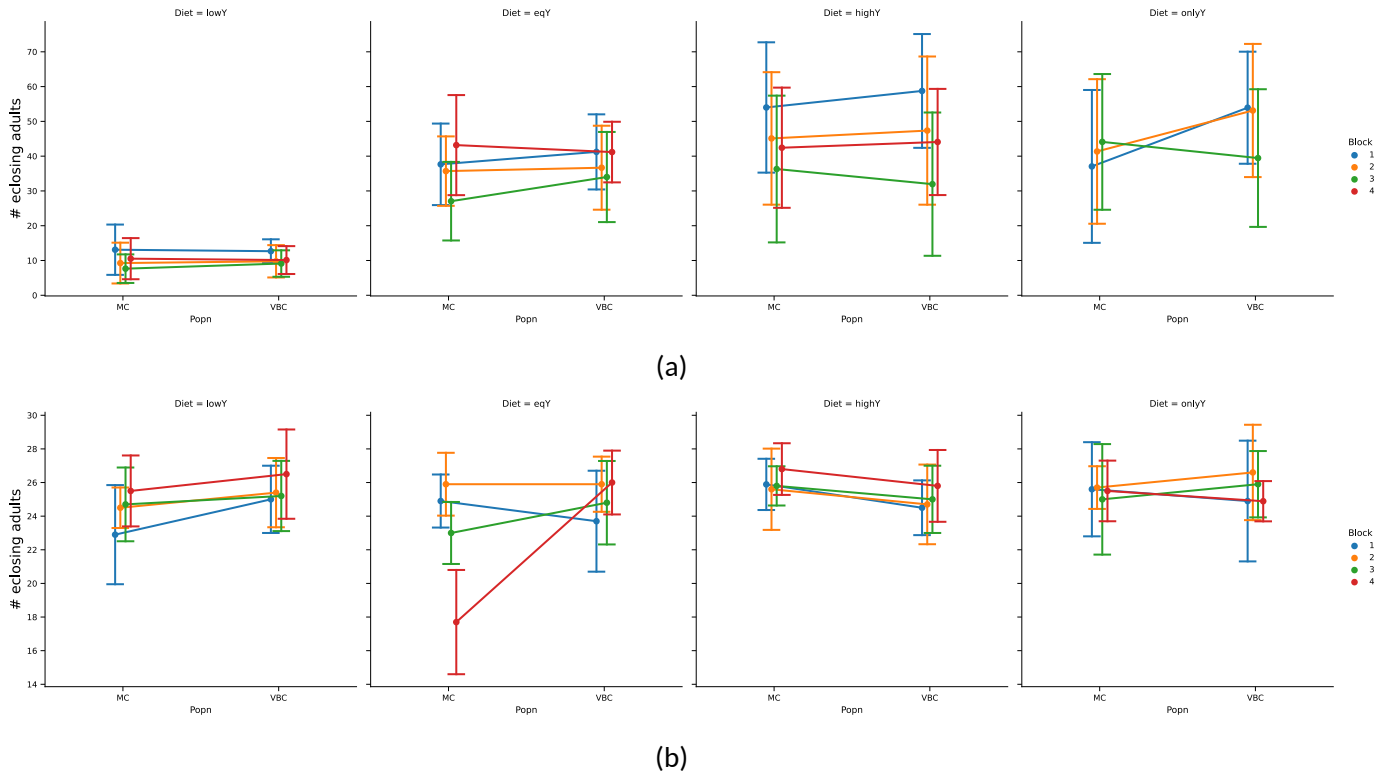 Diet = lowY
Diet = eqY
Diet = highY
Diet = onlyY
# eclosing adults
70
60
50
40
30
20
10
0
MC VBC
MC VBC
MC VBC
MC VBC
Popn
Popn
Popn
Popn
Block
1
2
3
4
(a)
Diet = lowY
Diet = eqY
Diet = highY
Diet = onlyY
# eclosing adults
30
28
26
24
22
20
18
16
14
MC VBC
MC VBC
MC VBC
MC VBC
Popn
Popn
Popn
Popn
Block
1
2
3
4
(b)